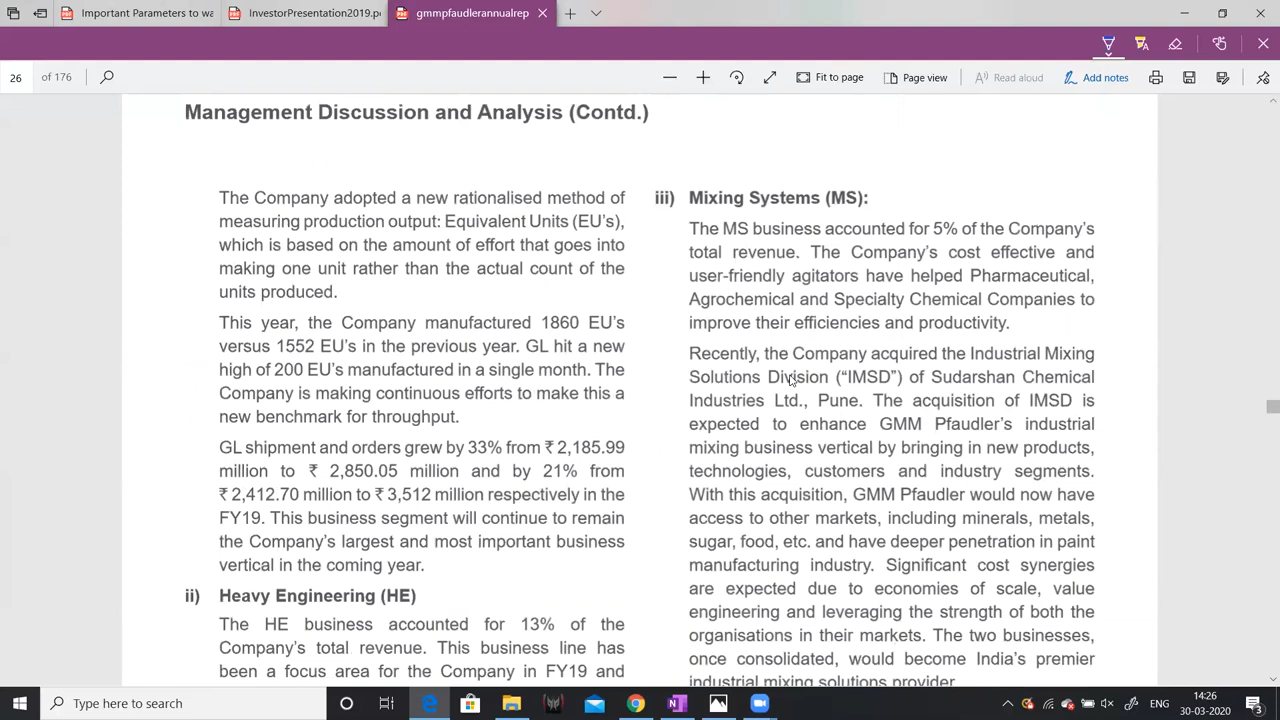 Important Parameters to wa
InvestorPresentation2019.p
gmmpfaudlerannualrep
26 of 176
Fit to page
Page view
Read aloud
Add notes
Management Discussion and Analysis (Contd.)
The Company adopted a new rationalised method of
measuring production output: Equivalent Units (EU's),
which is based on the amount of effort that goes into
making one unit rather than the actual count of the
units produced.
This year, the Company manufactured 1860 EU's
versus 1552 EU's in the previous year. GL hit a new
high of 200 EU's manufactured in a single month. The
Company is making continuous efforts to make this a
new benchmark for throughput.
GL shipment and orders grew by 33% from ₹ 2,185.99
million to ₹ 2,850.05 million and by 21% from
₹ 2,412.70 million to ₹ 3,512 million respectively in the
FY19. This business segment will continue to remain
the Company's largest and most important business
vertical in the coming year.
ii) Heavy Engineering (HE)
The HE business accounted for 13% of the
Company's total revenue. This business line has
been a focus area for the Company in FY19 and
iii) Mixing Systems (MS):
The MS business accounted for 5% of the Company's
total revenue. The Company's cost effective and
user-friendly agitators have helped Pharmaceutical,
Agrochemical and Specialty Chemical Companies to
improve their efficiencies and productivity.
Recently, the Company acquired the Industrial Mixing
Solutions Division ("IMSD") of Sudarshan Chemical
Industries Ltd., Pune. The acquisition of IMSD is
expected to enhance GMM Pfaudler's industrial
mixing business vertical by bringing in new products,
technologies, customers and industry segments.
With this acquisition, GMM Pfaudler would now have
access to other markets, including minerals, metals,
sugar, food, etc. and have deeper penetration in paint
manufacturing industry. Significant cost synergies
are expected due to economies of scale, value
engineering and leveraging the strength of both the
organisations in their markets. The two businesses,
once consolidated, would become India's premier
industrial mixing solutions provider.
Type here to search
ENG
14:26
30-03-2020
3